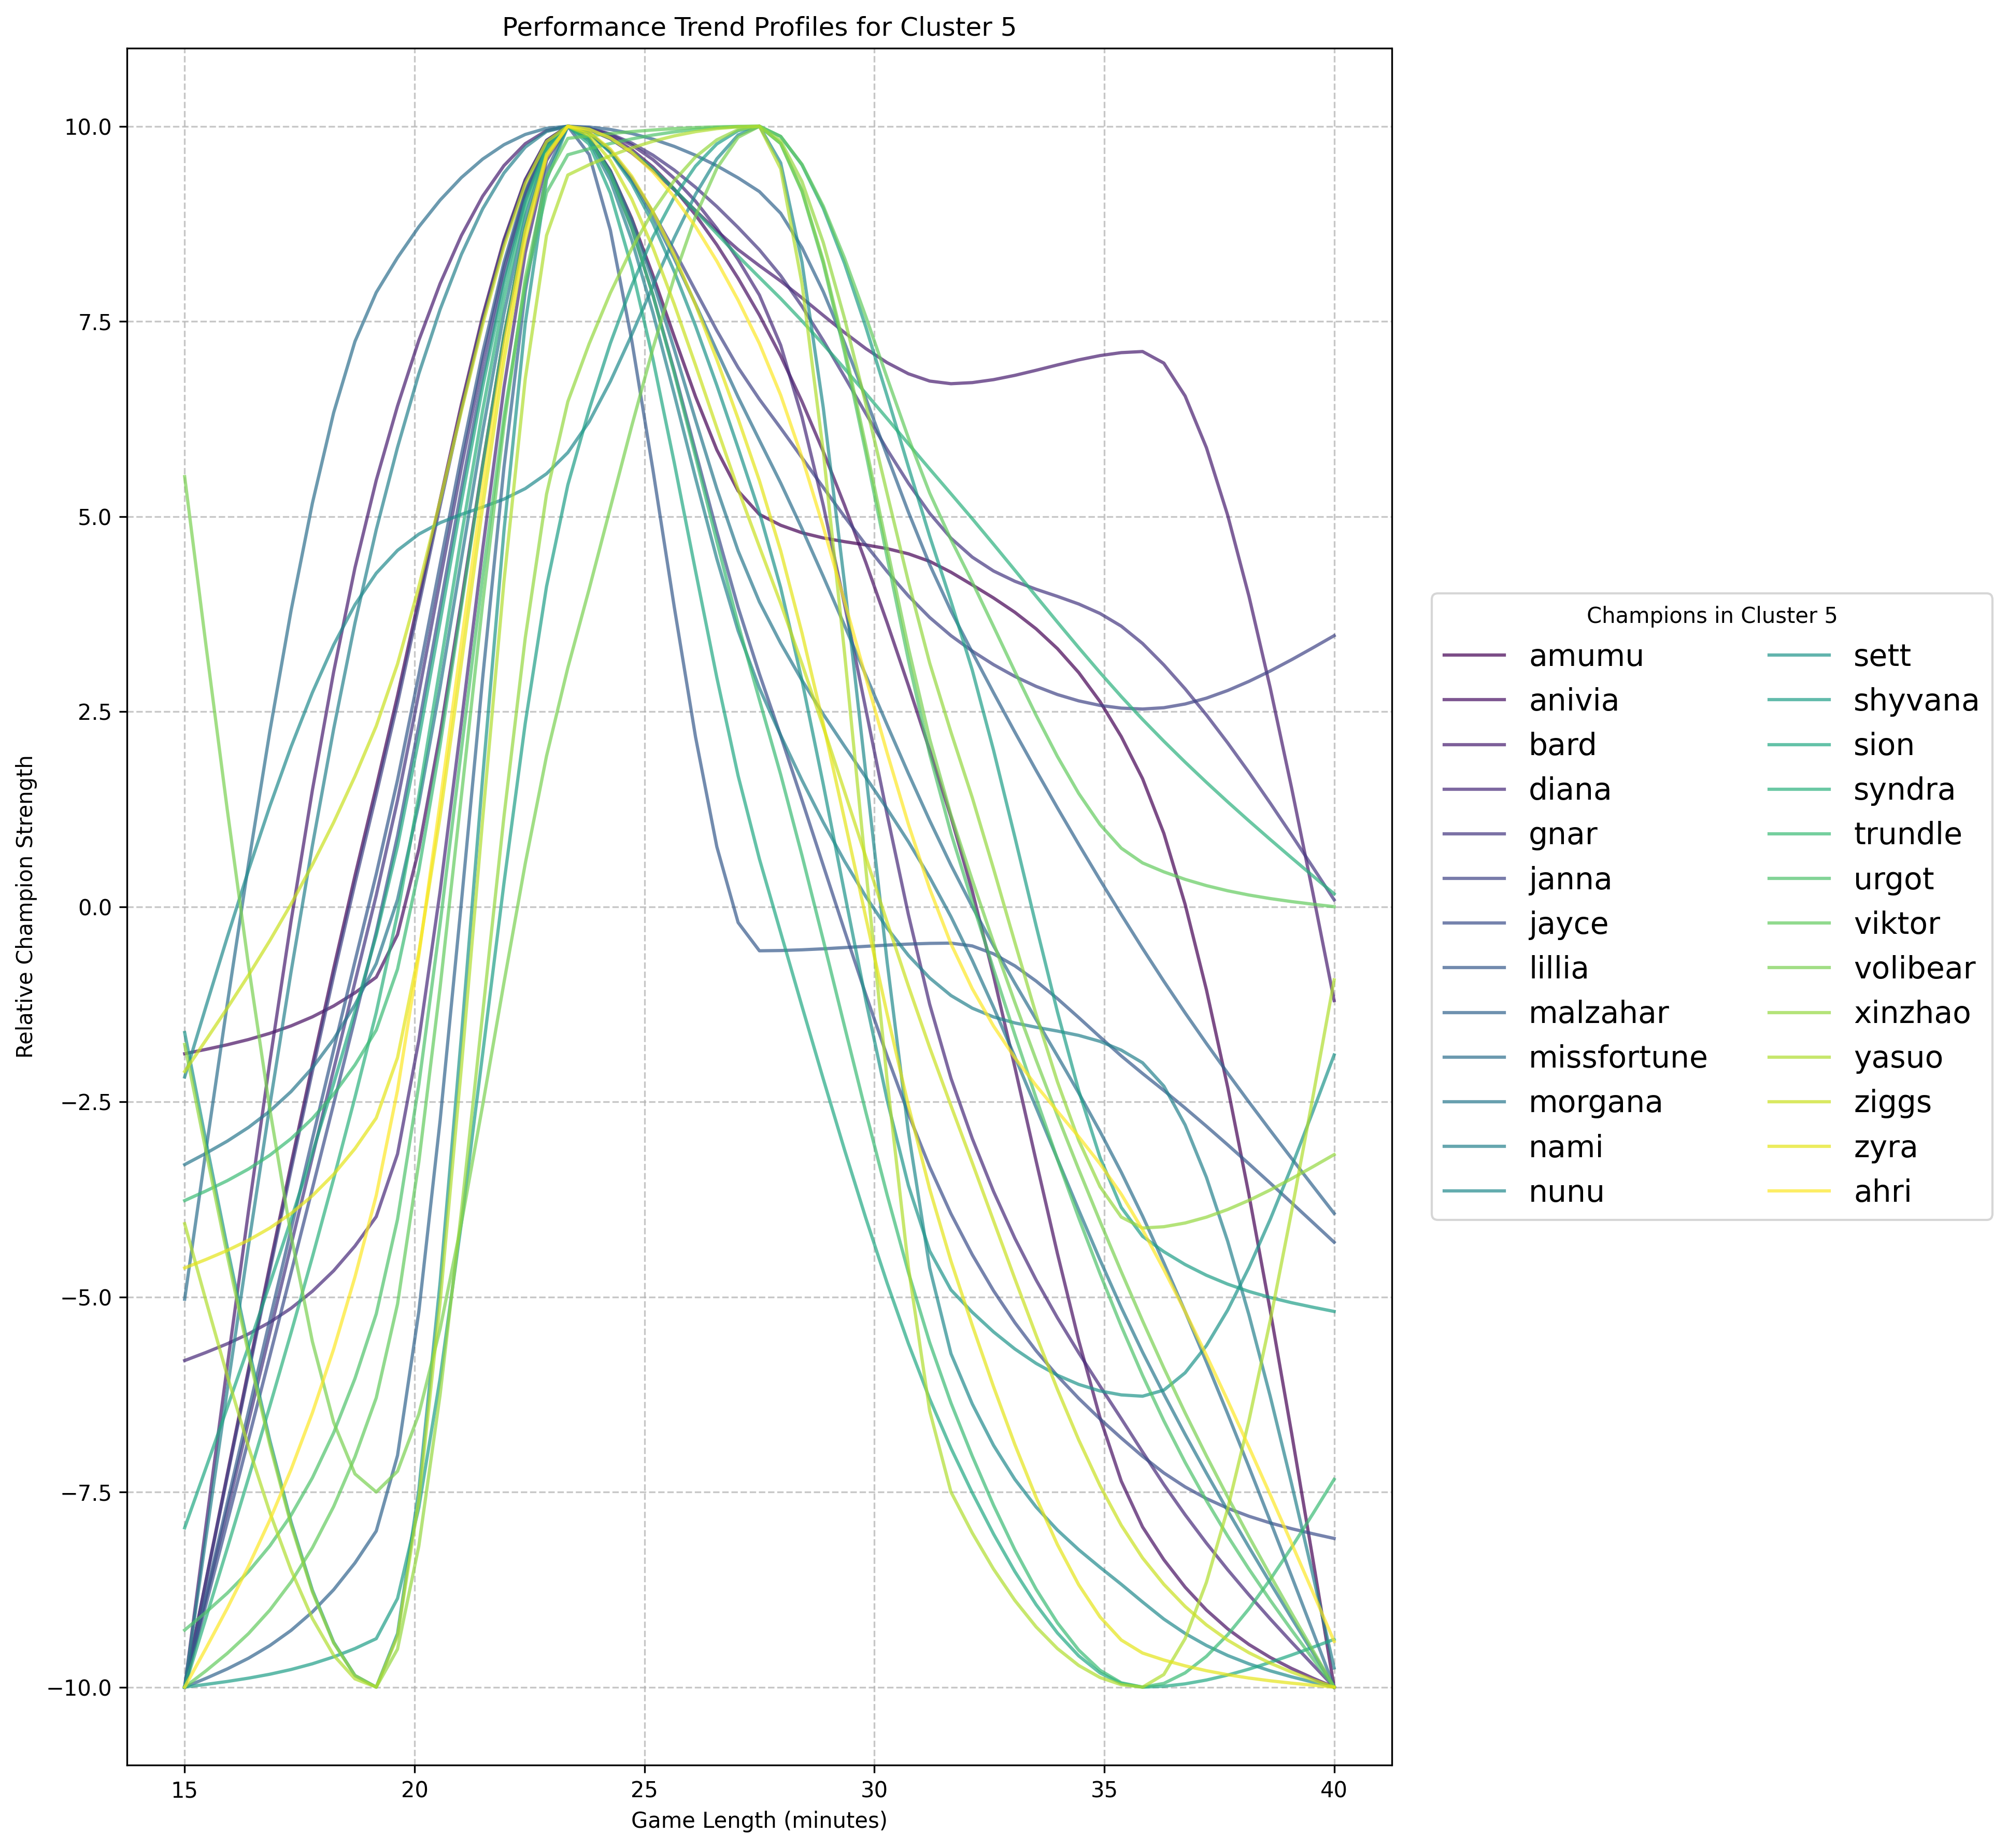 Performance Trend Profiles for Cluster 5
10.0
7.5
5.0
2.5
0.0
−2.5
−5.0
−7.5
−10.0
Relative Champion Strength
15 20 25 30 35 40
Game Length (minutes)
Champions in Cluster 5
amumu
anivia
bard
diana
gnar
janna
jayce
lillia
malzahar
missfortune
morgana
nami
nunu
sett
shyvana
sion
syndra
trundle
urgot
viktor
volibear
xinzhao
yasuo
ziggs
zyra
ahri